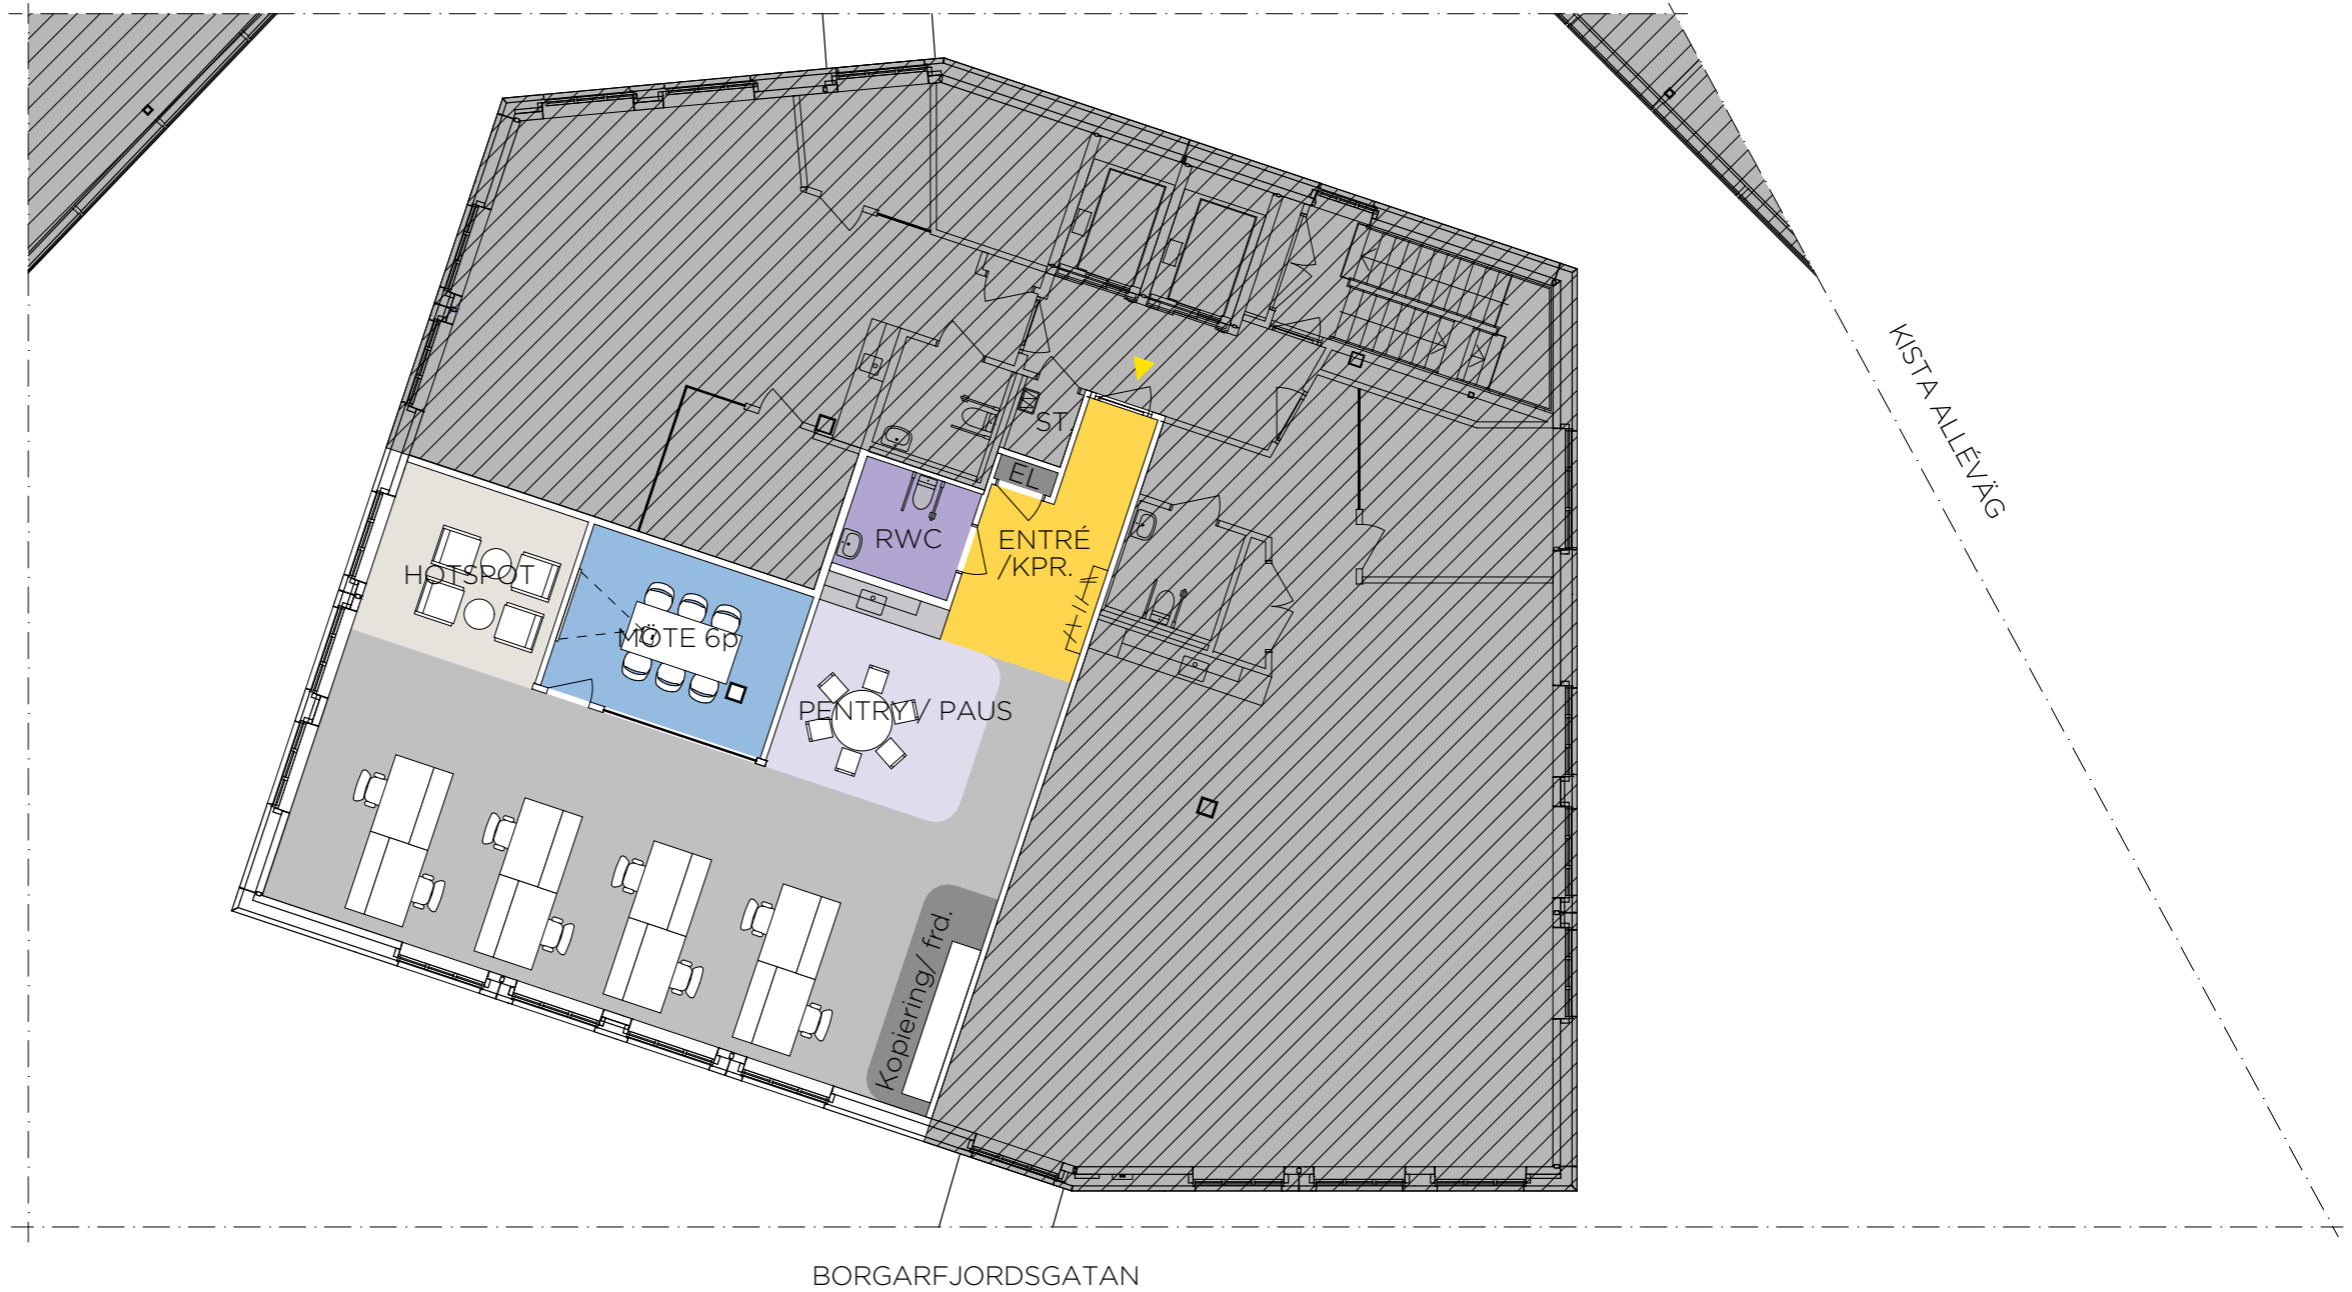 KISTA ALLÉVÄG
ST.
EL
RWC
ENTRÉ
/KPR.
HOTSPOT
MÖTE 6p
PENTRY / PAUS
Kopiering/ frd.
BORGARFJORDSGATAN